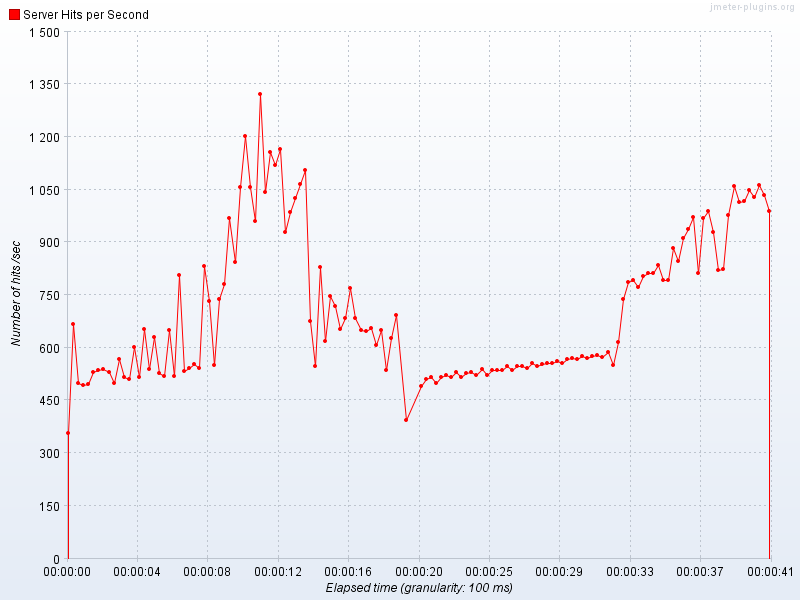 jmeter-plugins.org
Server Hits per Second
1 500
1 350
1 200
1 050
900
750
600
450
300
150
0
Number of hits/sec
00:00:00 00:00:04 00:00:08 00:00:12 00:00:16 00:00:20 00:00:25 00:00:29 00:00:33 00:00:37 00:00:41
Elapsed time (granularity: 100 ms)